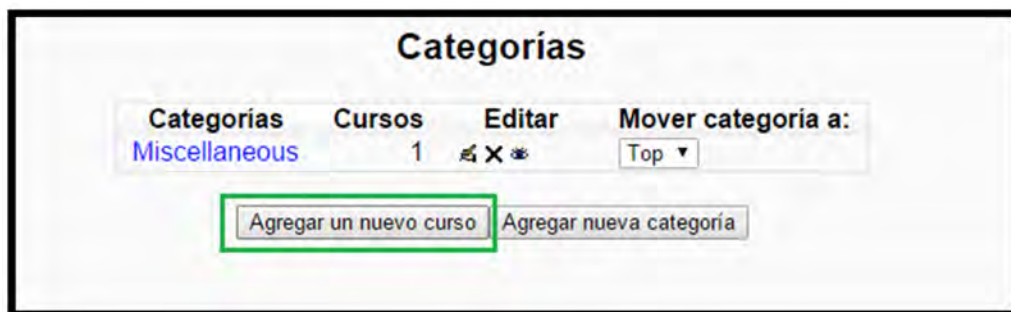 Categorías
Categorías Cursos Editar Mover categoría a:
Miscellaneous 1 Top
Agregar un nuevo curso Agregar nueva categoría